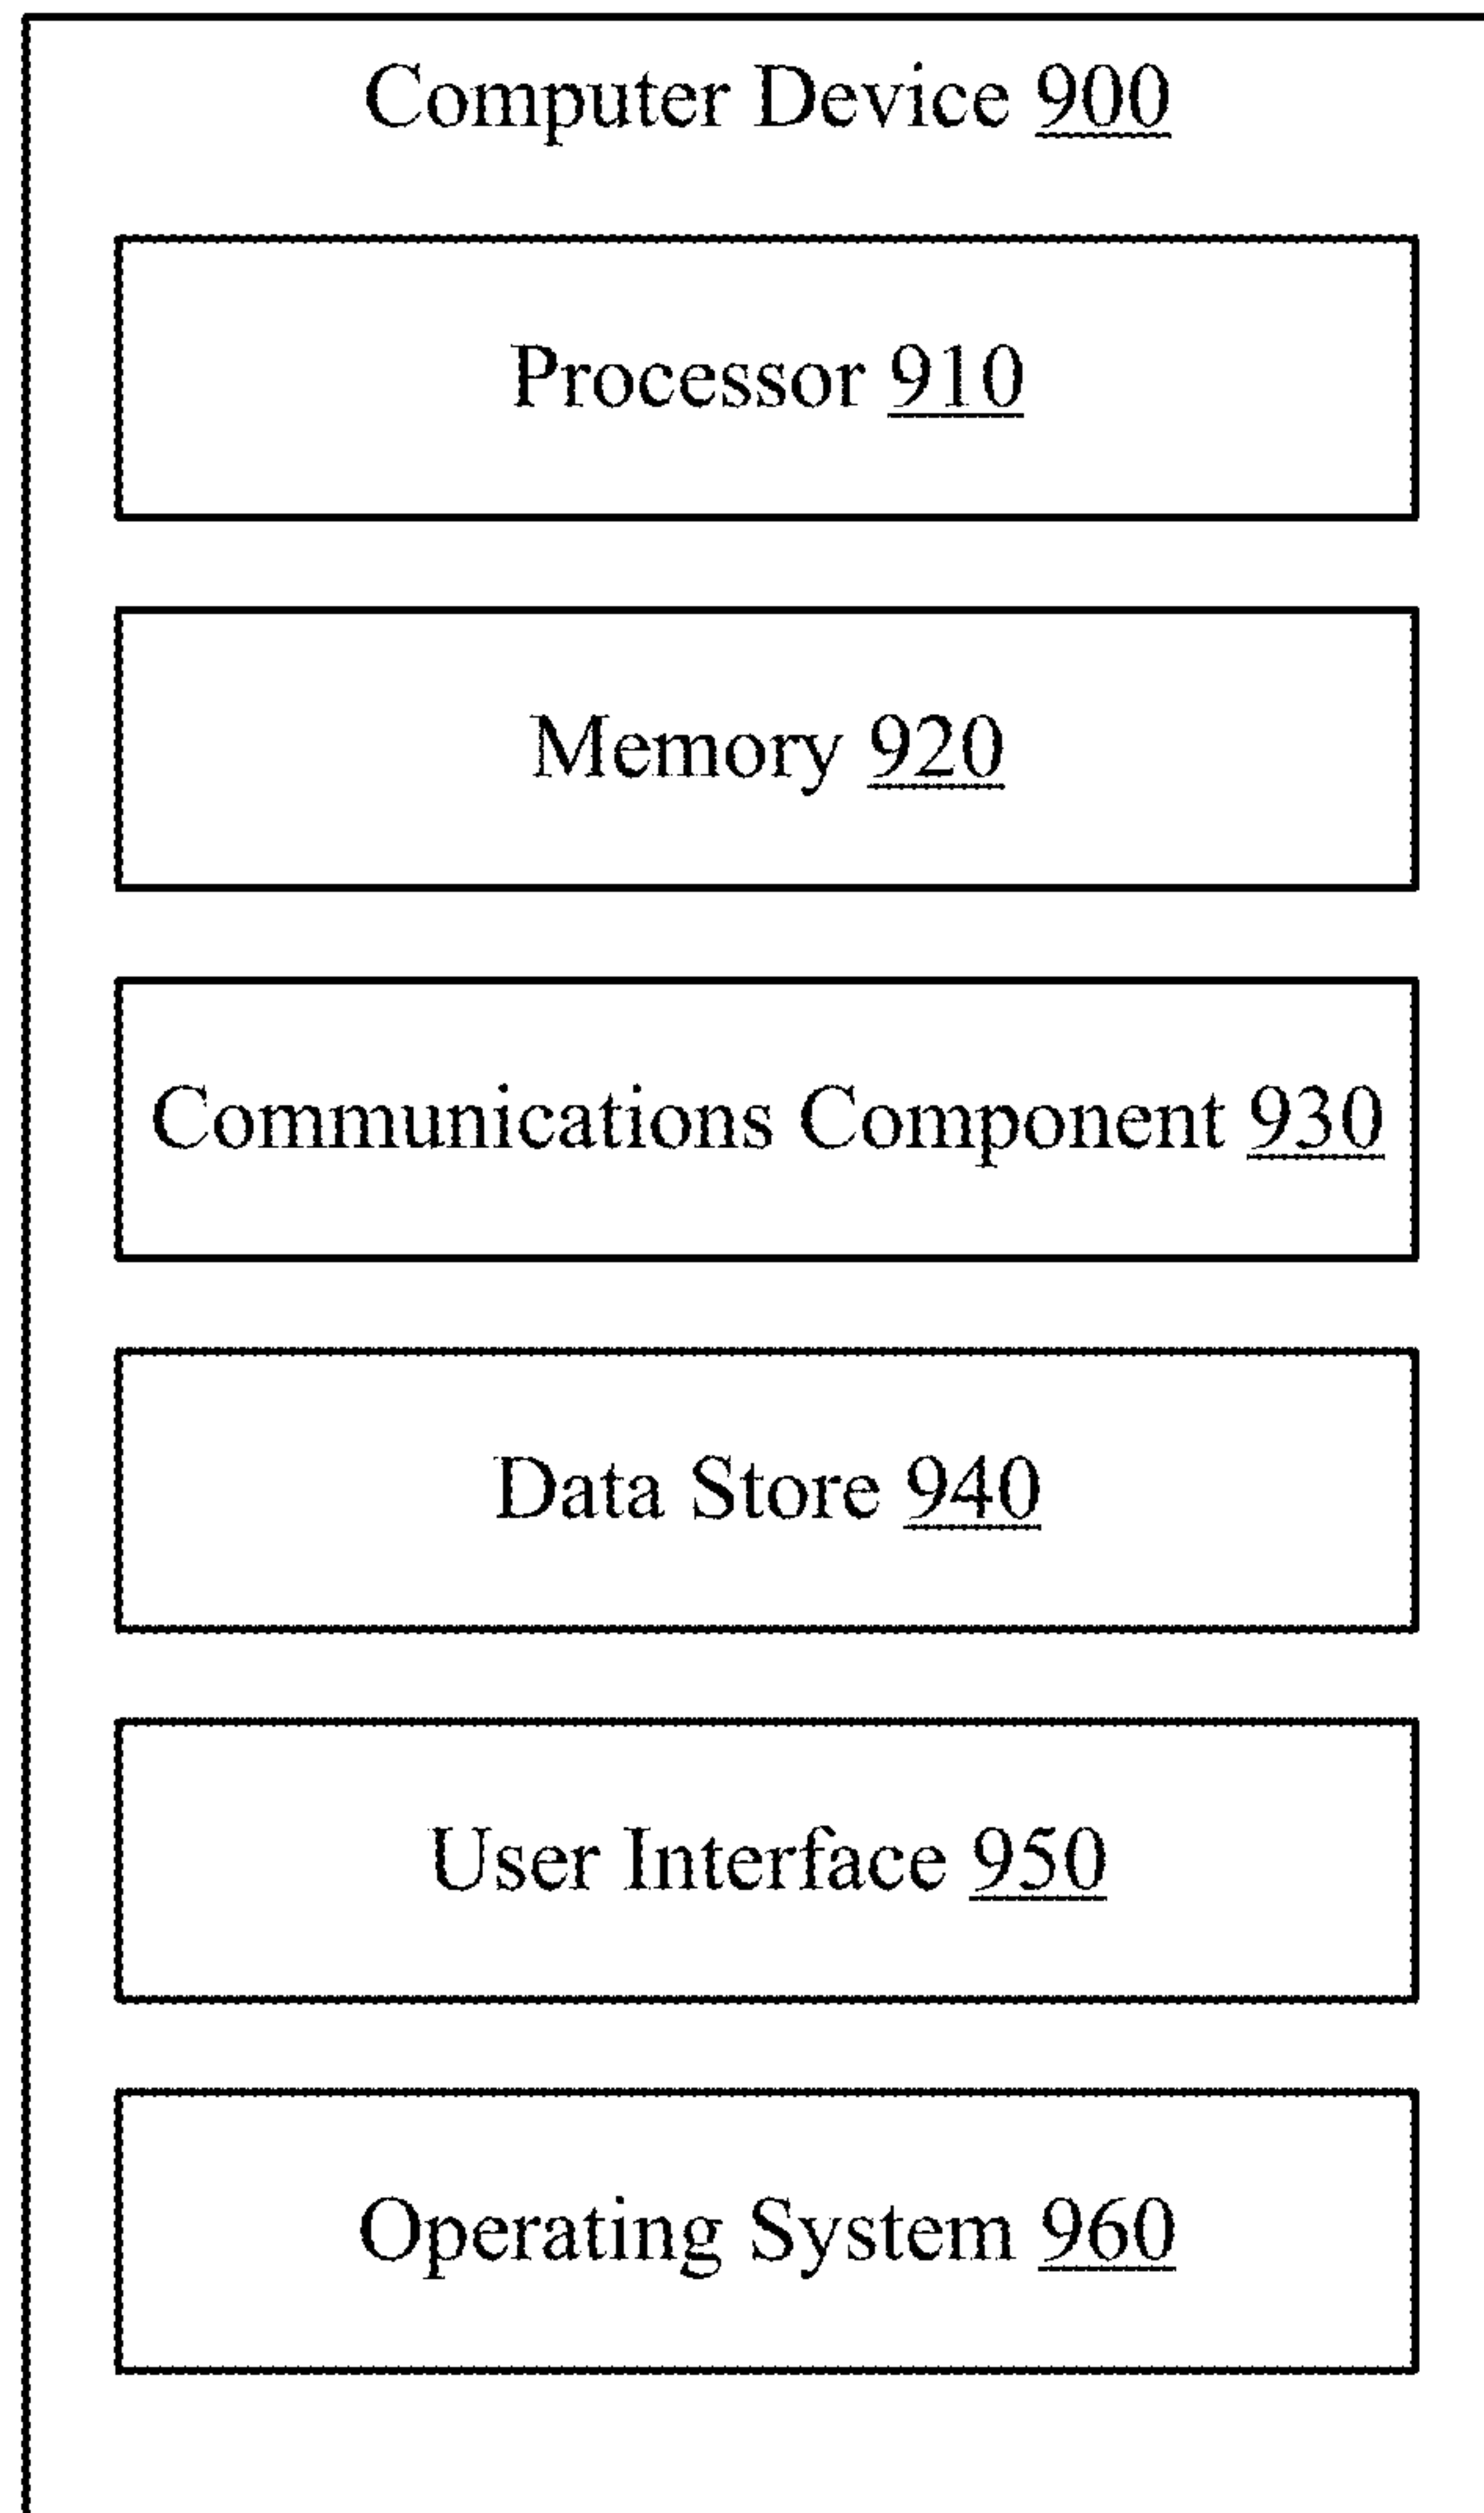 Computer Device 900
Processor 910
Memory 920
Communications Component 930
Data Store 940
User Interface 950
Operating System 960